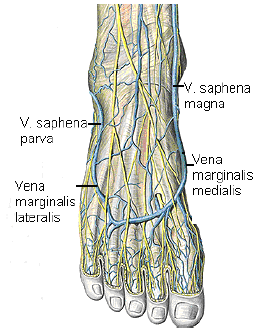 V. saphena
magna
V. saphena
parva
Vena
marginalis
medialis
Vena
marginalis
lateralis